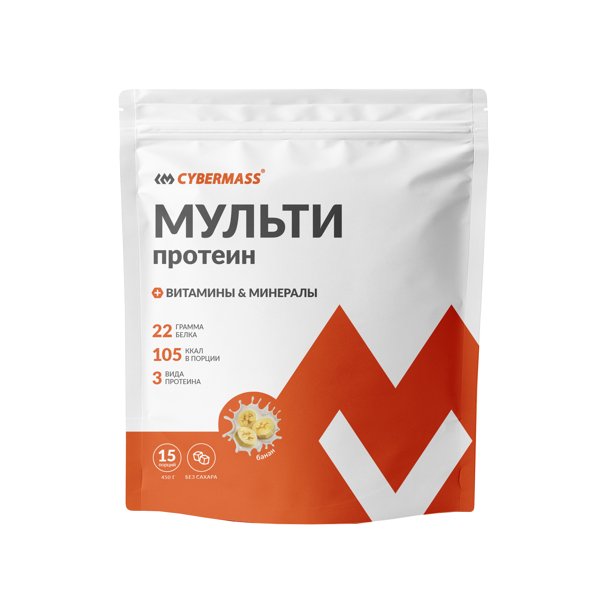 CYBERMASS®
МУЛЬТИ
протеин
+ ВИТАМИНЫ & МИНЕРАЛЫ
22 ГРАММА
БЕЛКА
105 ККАЛ
В ПОРЦИИ
3 ВИДА
ПРОТЕИНА
банан
15
порций
450 Г
БЕЗ САХАРА